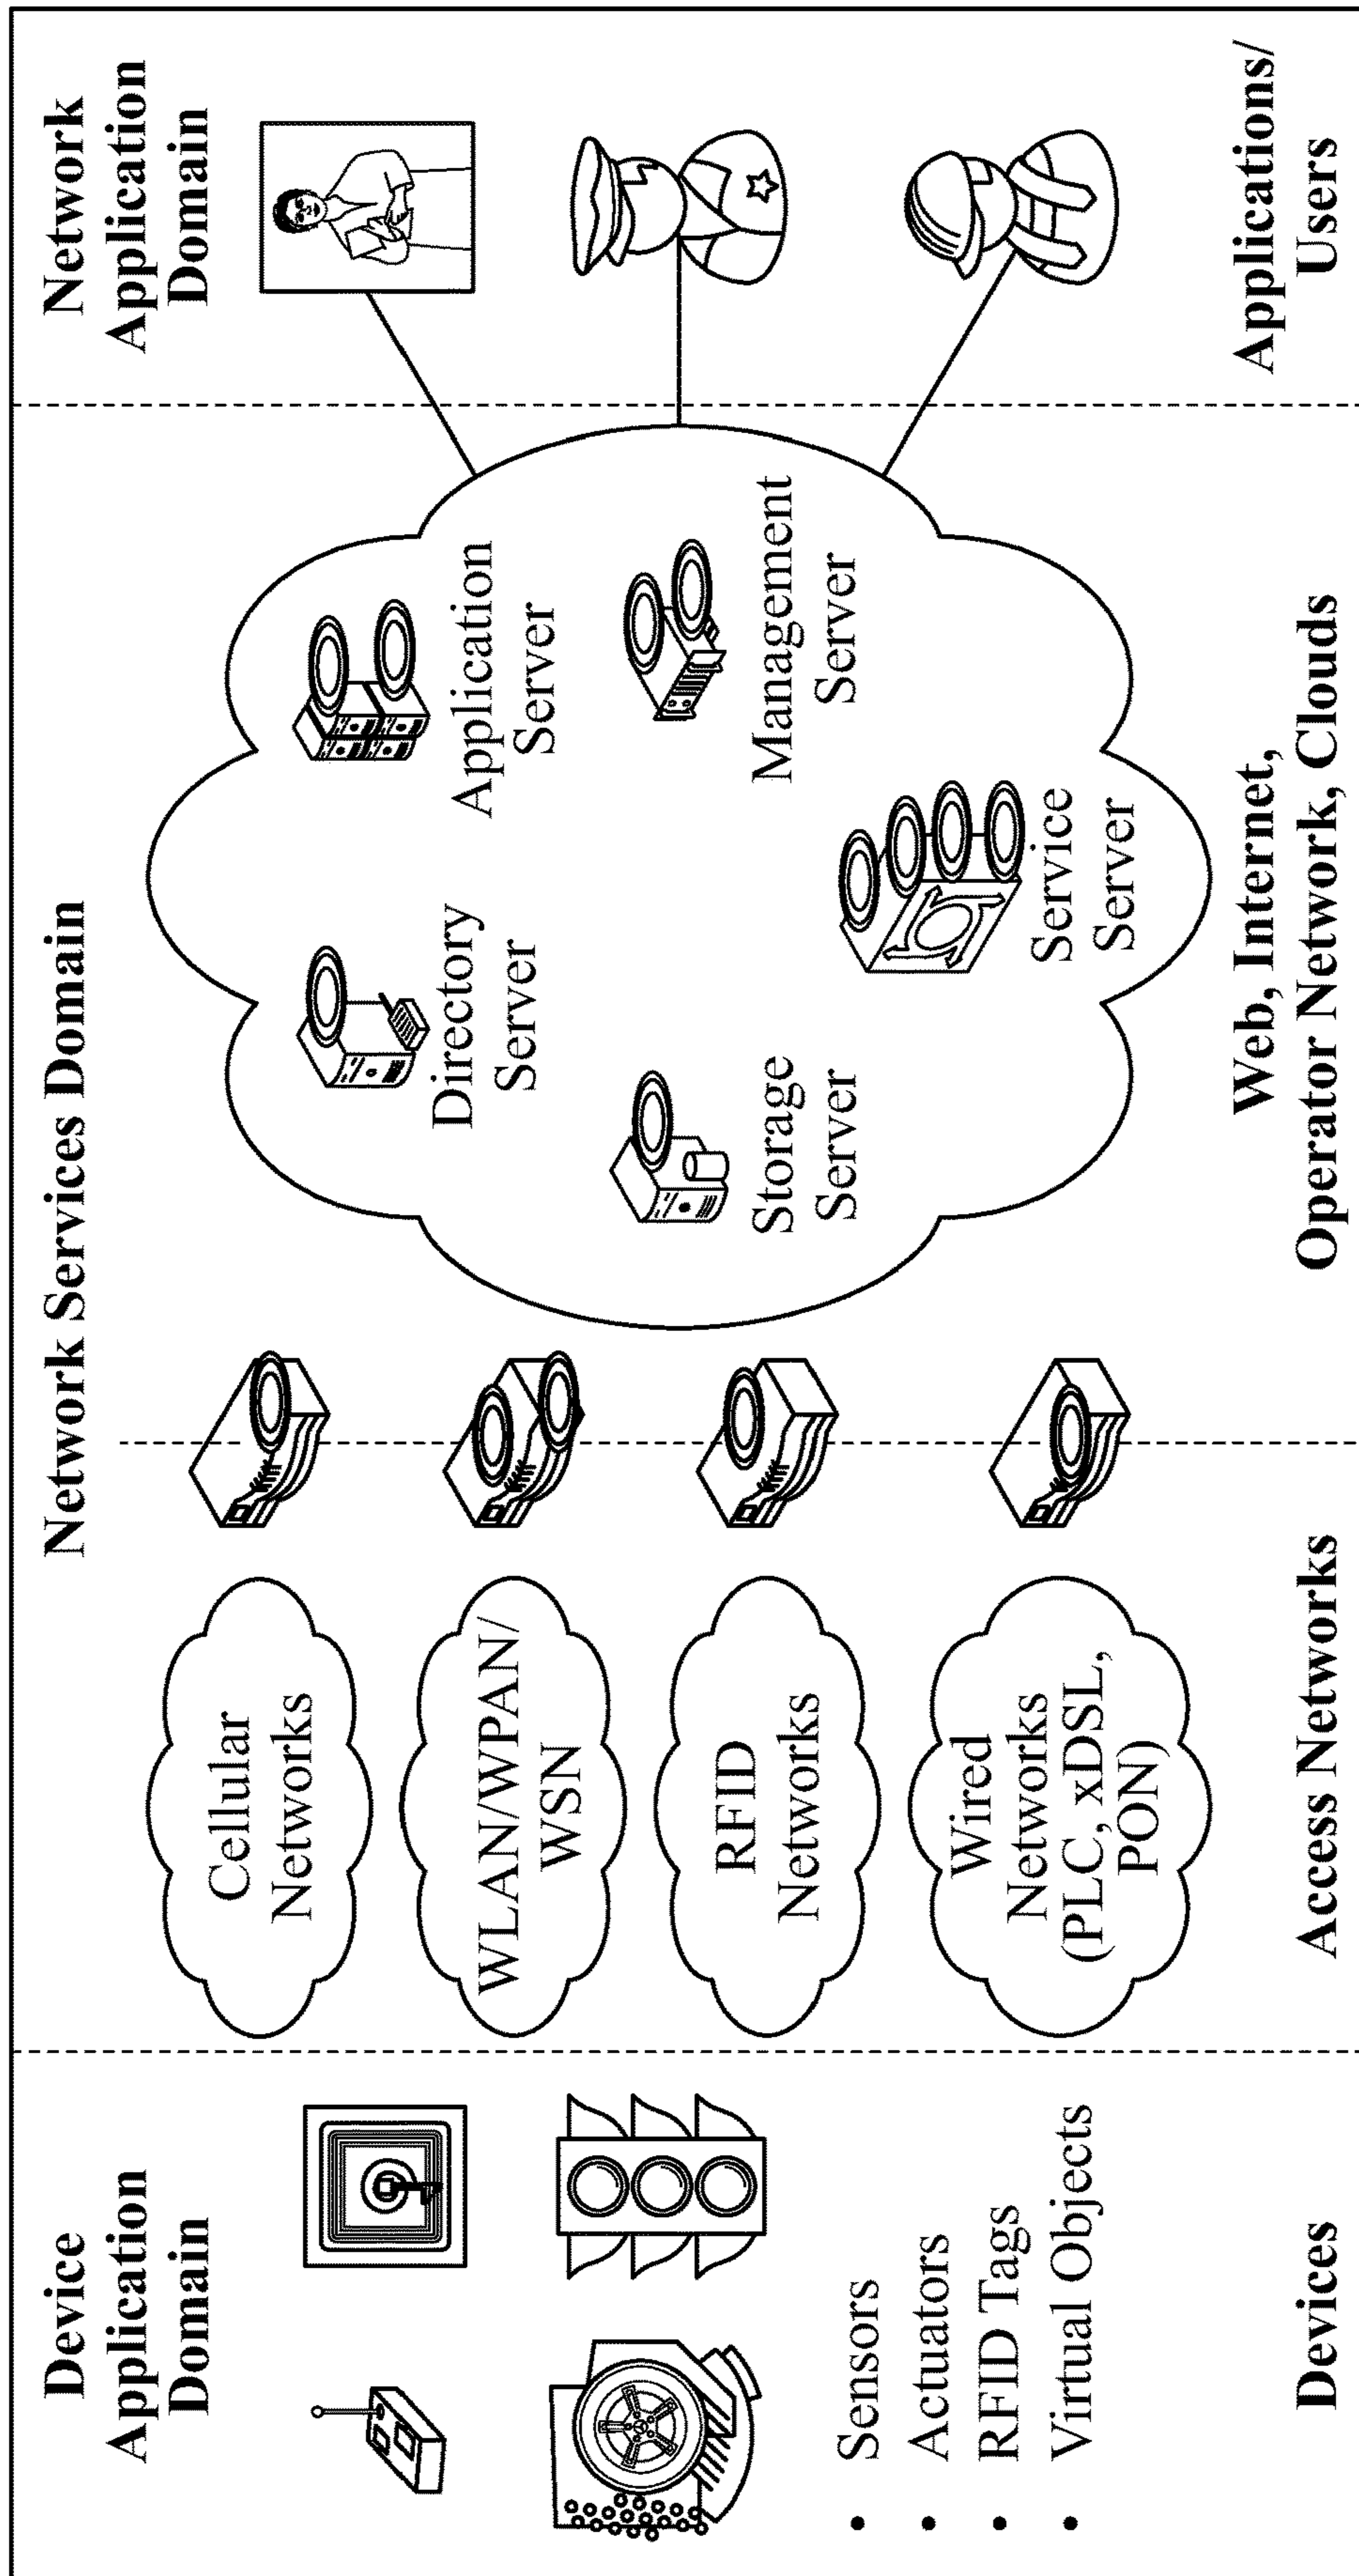 Device
Application
Domain
Network Services Domain
Network
Application
Domain
Cellular
Networks
WLAN/WPAN/
WSN
RFID
Networks
Wired
Networks
(PLC, xDSL,
PON)
Directory
Server
Application
Server
Storage
Server
Management
Server
Service
Server
• Sensors
• Actuators
• RFID Tags
• Virtual Objects
Devices
Access Networks
Web, Internet,
Operator Network, Clouds
Applications/
Users